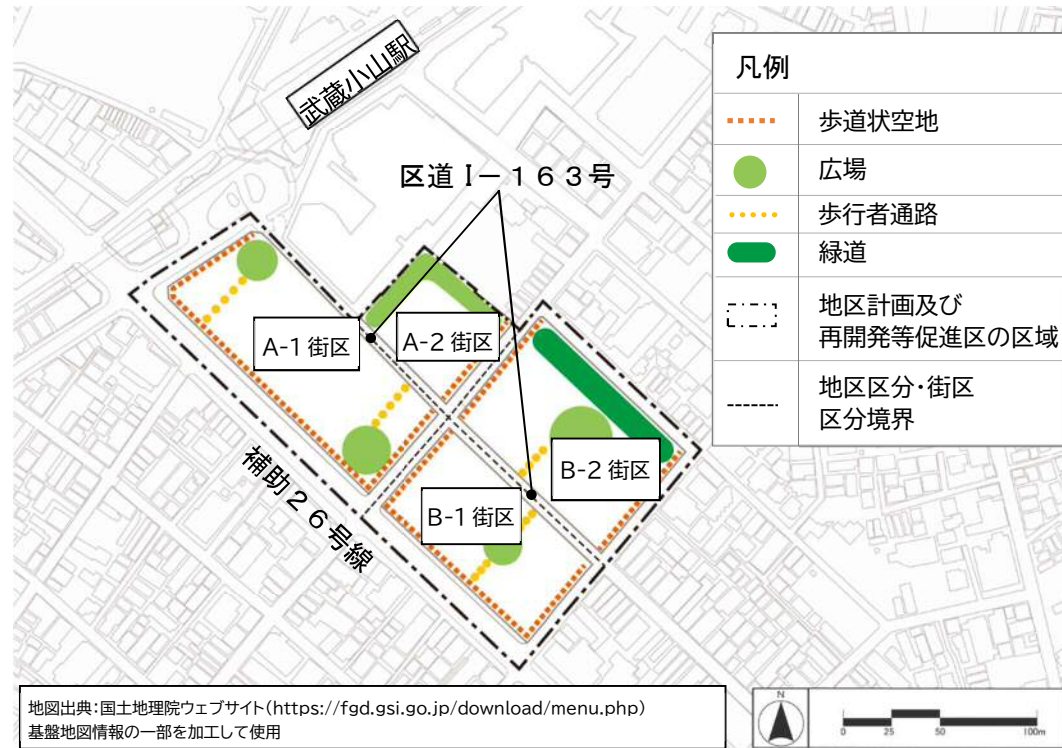 武蔵小山駅
凡例
歩道状空地
広場
歩行者通路
緑道
地区計画及び
再開発等促進区の区域
地区区分・街区
区分境界
区道Ⅰ－１６３号
A-1 街区
A-2 街区
B-2 街区
B-1 街区
補助２６号線
地図出典：国土地理院ウェブサイト(https://fgd.gsi.go.jp/download/menu.php)
基盤地図情報の一部を加工して使用
N
0 25 50 100m